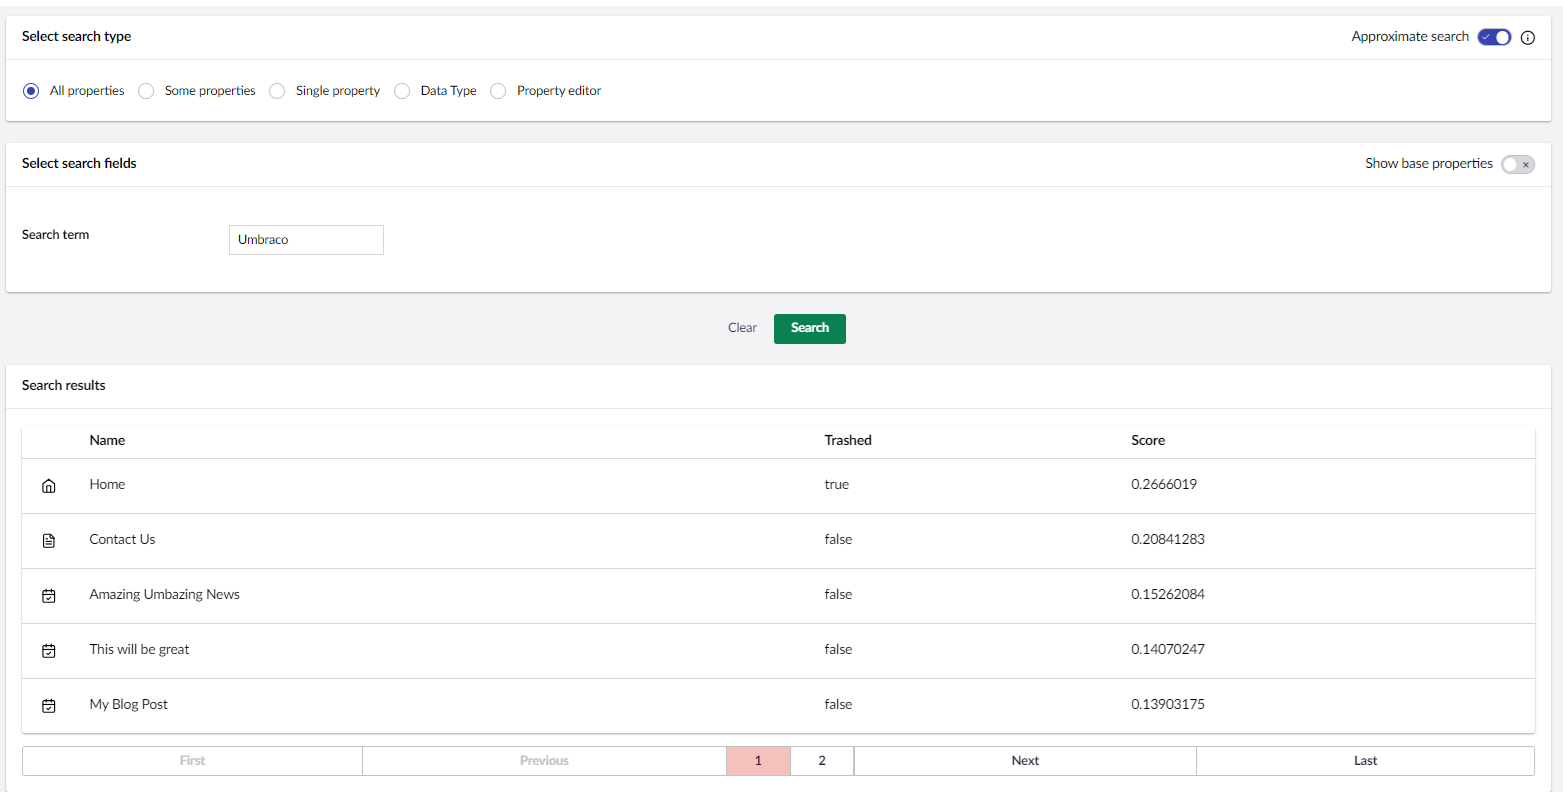 Select search type Approximate search
All properties Some properties Single property Data Type Property editor
Select search fields Show base properties
Search term Umbraco
Clear Search
Search results
Name Trashed Score
Home true 0.2666019
Contact Us false 0.20841283
Amazing Umbazing News false 0.15262084
This will be great false 0.14070247
My Blog Post false 0.13903175
First Previous 1 2 Next Last